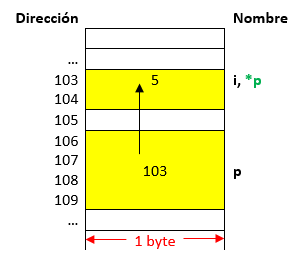 Dirección Nombre
...
103 5 i, *p
104
105
106
107 103 p
108
109
...
1 byte